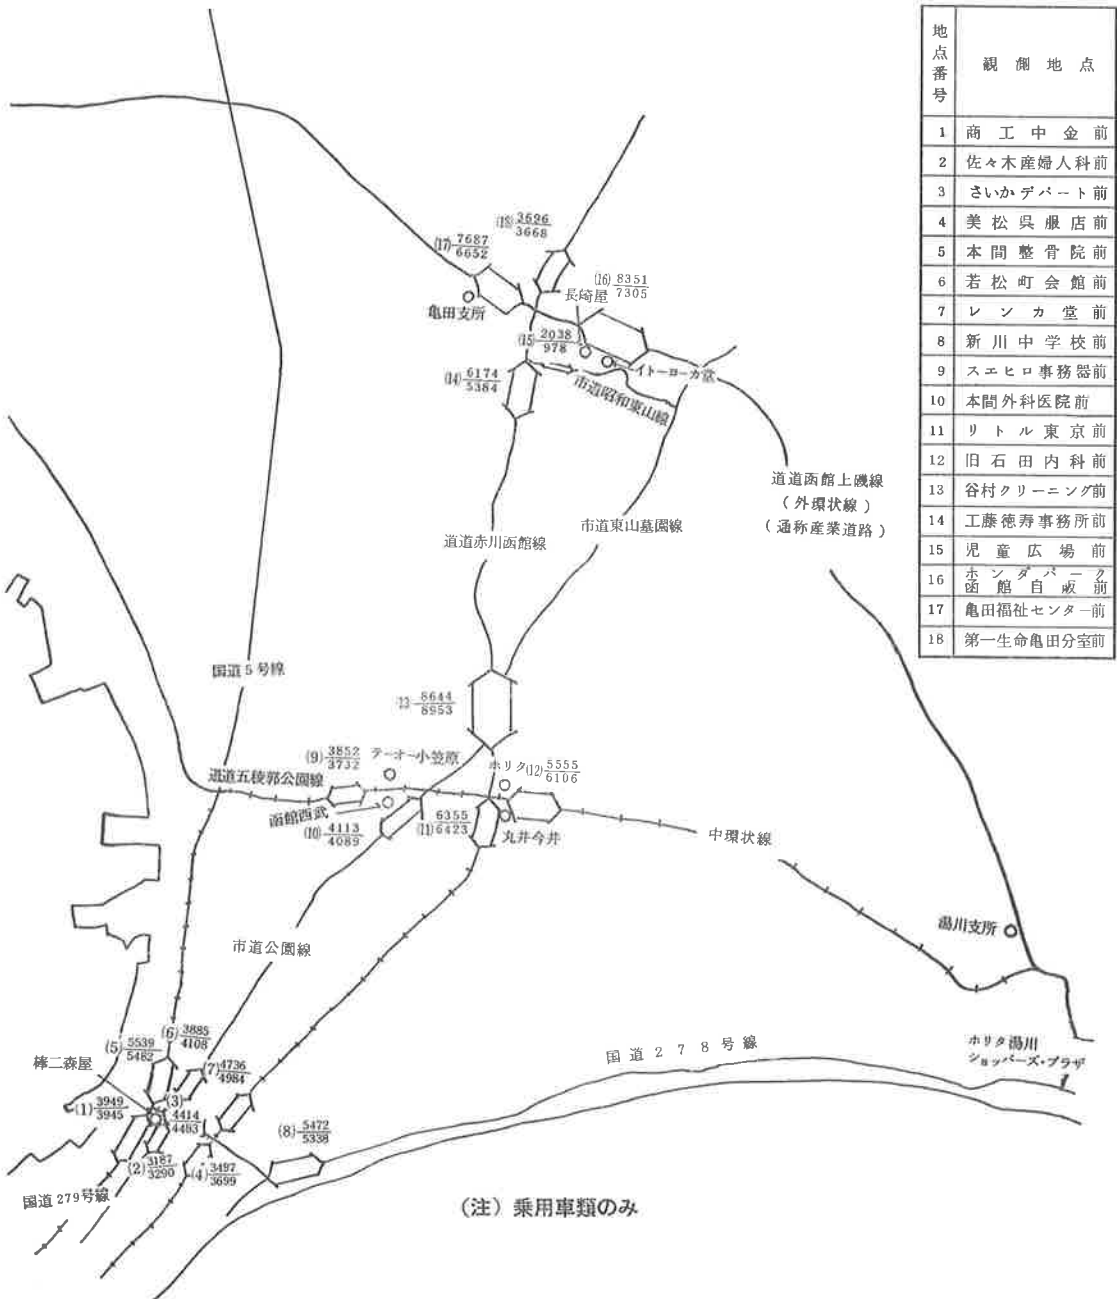 地点番号 観測地点
1 商工中金前
2 佐々木産婦人科前
3 さいかデパート前
4 美松呉服店前
5 本間整骨院前
6 若松町会館前
7 レンカ堂前
8 新川中学校前
9 スエヒロ事務器前
10 本間外科医院前
11 リトル東京前
12 旧石田内科前
13 谷村クリーニング前
14 工藤徳寿事務所前
15 児童広場前
16 ホンダパーク
函館自販前
17 亀田福祉センター前
18 第一生命亀田分室前
(18) 3696
3668
(17) 7687
6652
(16) 8351
7305
長崎屋
亀田支所
(15) 2038
978
イトーヨーカ堂
(14) 6174
5384
市道昭和東山線
道道函館上磯線
(外環状線)
(通称産業道路)
市道東山墓園線
道道赤川函館線
国道5号線
(13) 8644
8953
(9) 3852
3732
テーオー小笠原
ホリタ
(12) 5555
6106
道道五稜郭公園線
函館西武
(10) 4113
4089
(11) 6355
6423
丸井今井
中環状線
湯川支所
市道公園線
(6) 3885
4108
(5) 5539
5482
棒二森屋
(7) 4736
4984
国道278号線
ホリタ湯川
ショッパーズ・プラザ
(1) 3949
3945
(3)
4414
4493
(8) 5472
5338
(2) 3187
3290
(4) 3497
3699
国道279号線
(注) 乗用車類のみ